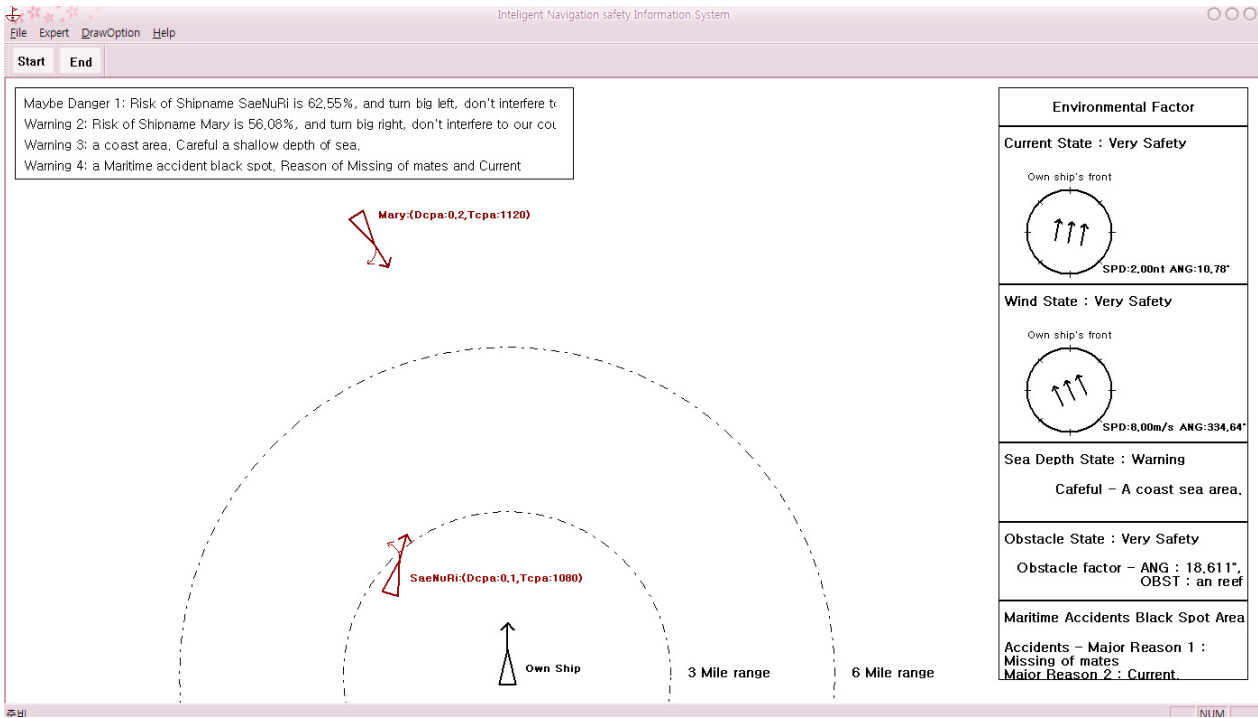 Inteligent Navigation safety Information System
File Expert DrawOption Help
Start End
Maybe Danger 1: Risk of Shipname SaeNuRi is 62.55%, and turn big left, don't interfere to
Warning 2: Risk of Shipname Mary is 56.08%, and turn big right, don't interfere to our cou
Warning 3: a coast area. Careful a shallow depth of sea.
Warning 4: a Maritime accident black spot. Reason of Missing of mates and Current
Mary:(Dcpa:0.2,Tcpa:1120)
SaeNuRi:(Dcpa:0.1,Tcpa:1080)
Own Ship
3 Mile range
6 Mile range
Environmental Factor
Current State : Very Safety
Own ship's front
SPD:2.00nt ANG:10.78°
Wind State : Very Safety
Own ship's front
SPD:8.00m/s ANG:334.64°
Sea Depth State : Warning
Cafeful - A coast sea area.
Obstacle State : Very Safety
Obstacle factor - ANG : 18.611°,
OBST : an reef
Maritime Accidents Black Spot Area
Accidents - Major Reason 1 :
Missing of mates
Major Reason 2 : Current.
준비
NUM